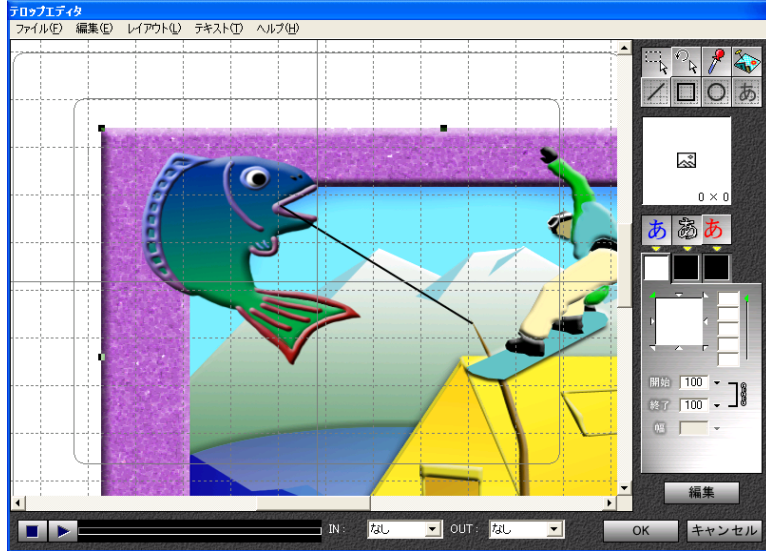 テロップエディタ
ファイル(F) 編集(E) レイアウト(L) テキスト(T) ヘルプ(H)
あ
0 × 0
あ あ あ
開始 100
終了 100
幅
編集
IN: なし OUT: なし OK キャンセル